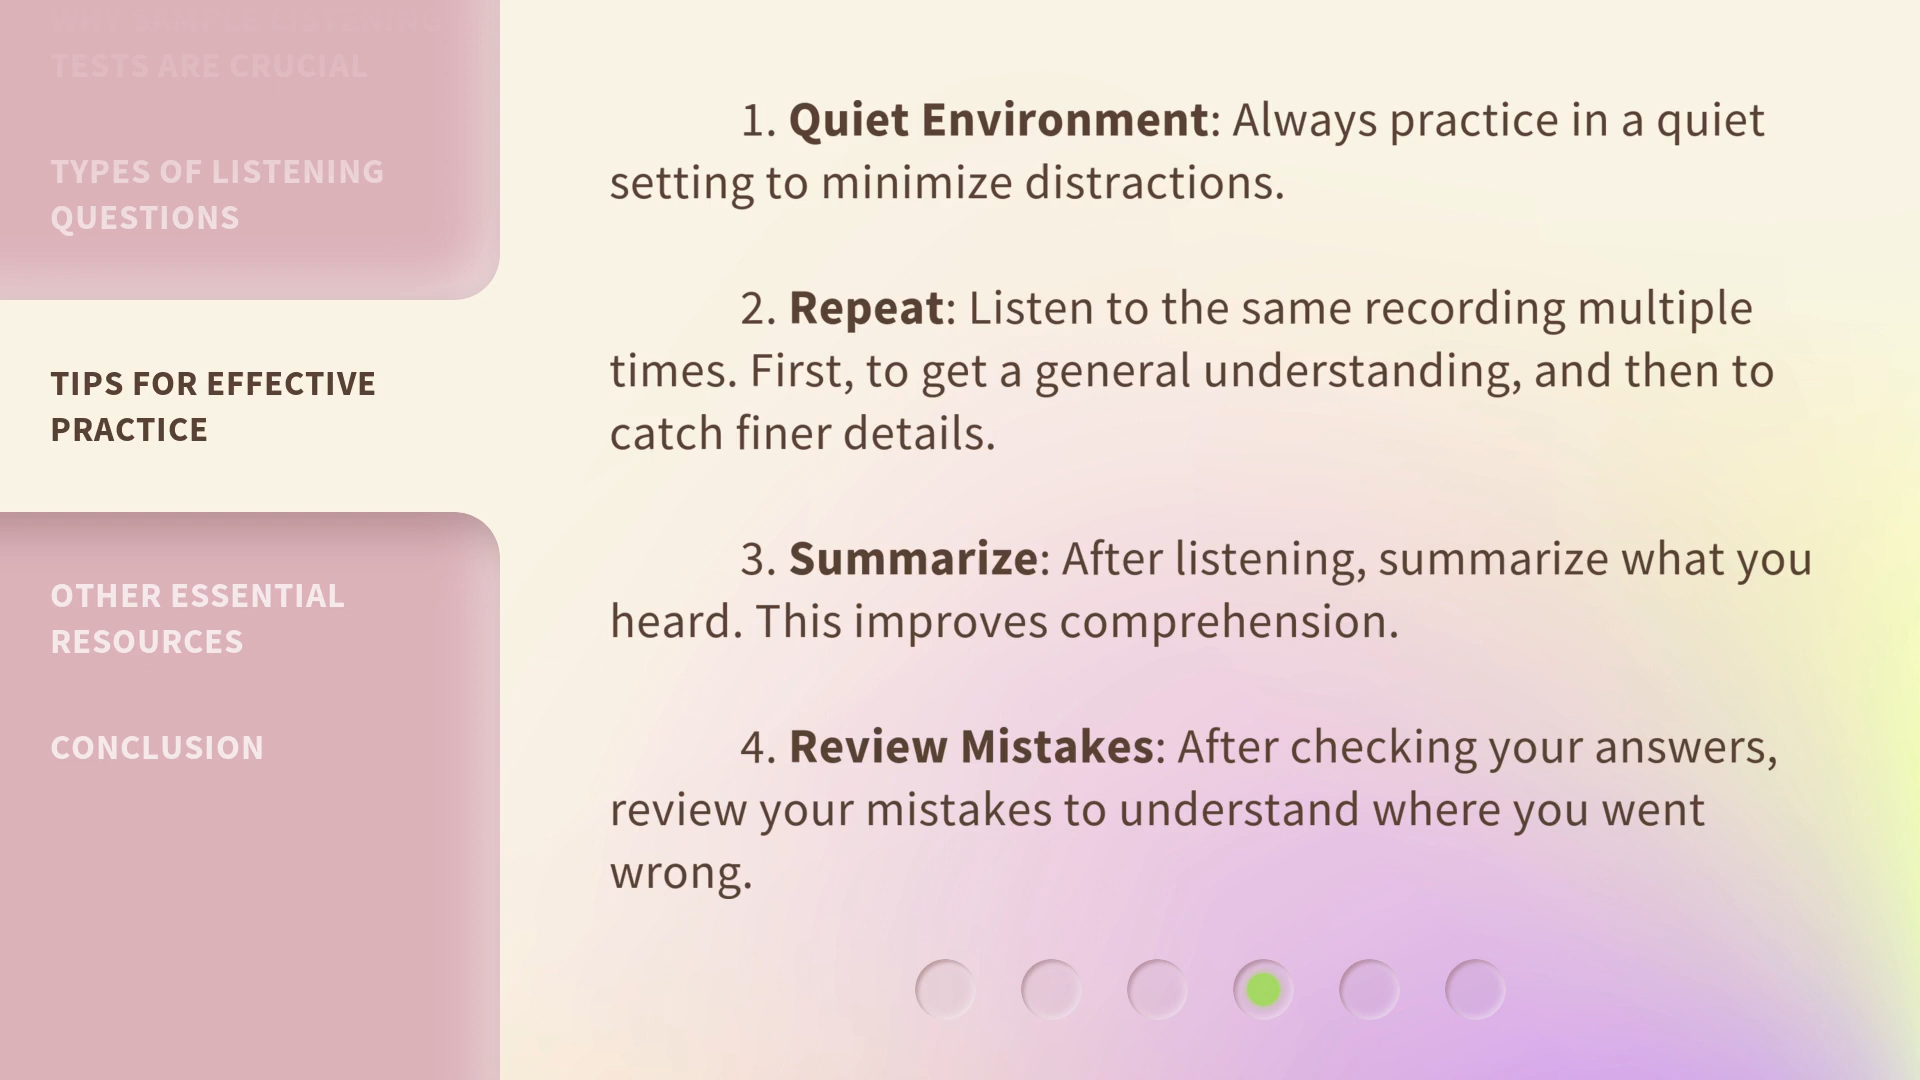 WHY SAMPLE LISTENING
TESTS ARE CRUCIAL
TYPES OF LISTENING
QUESTIONS
TIPS FOR EFFECTIVE
PRACTICE
OTHER ESSENTIAL
RESOURCES
CONCLUSION
1. Quiet Environment: Always practice in a quiet
setting to minimize distractions.
2. Repeat: Listen to the same recording multiple
times. First, to get a general understanding, and then to
catch finer details.
3. Summarize: After listening, summarize what you
heard. This improves comprehension.
4. Review Mistakes: After checking your answers,
review your mistakes to understand where you went
wrong.